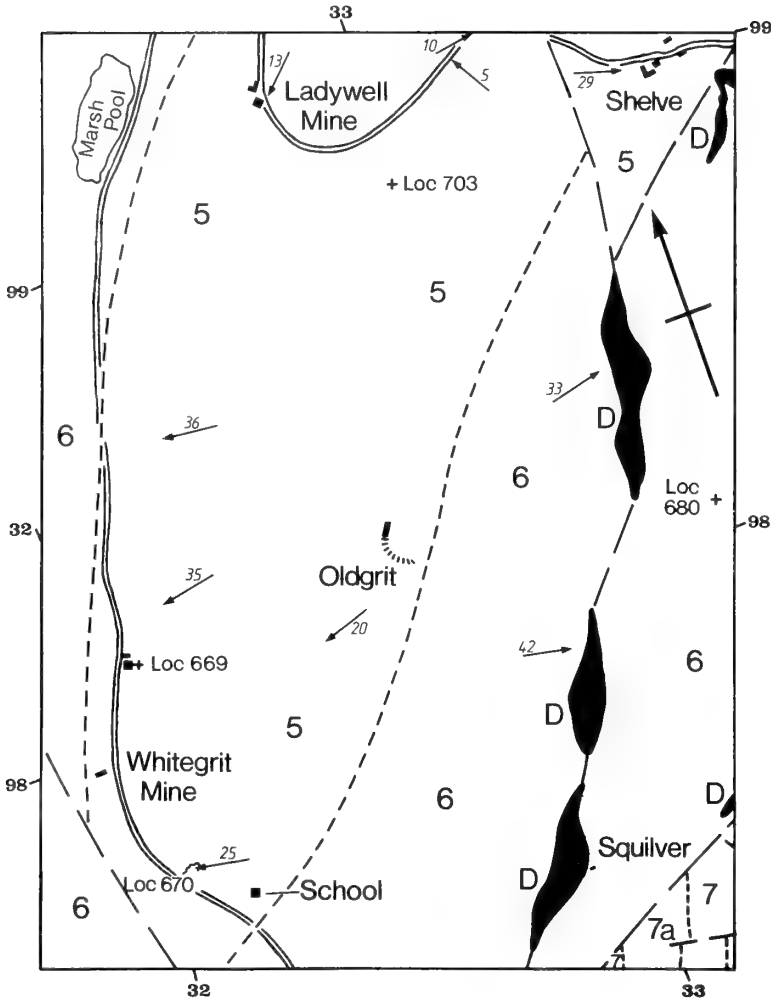 33
99
10
13
5
29
Marsh
Pool
Ladywell
Mine
Shelve
D
5
+ Loc 703
5
5
99
33
D
36
6
6
Loc
680 +
98
32
Oldgrit
35
20
42
6
+ Loc 669
D
5
Whitegrit
Mine
98
6
D
Squilver
25
D
Loc 670
School
7
6
7a
7
32
33